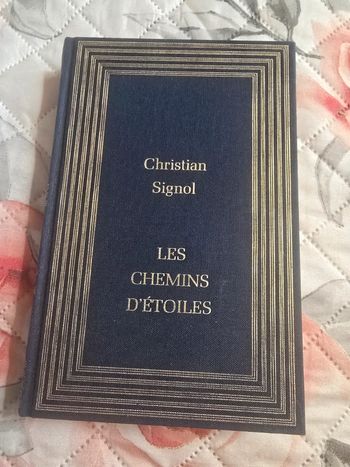 Christian
Signol
LES
CHEMINS
D'ÉTOILES